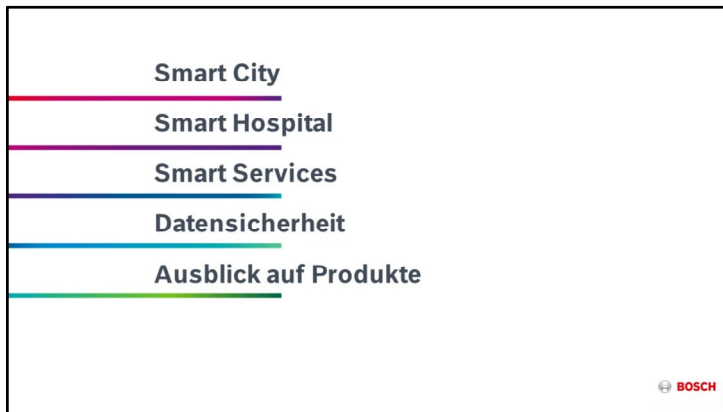 Smart City
Smart Hospital
Smart Services
Datensicherheit
Ausblick auf Produkte
BOSCH